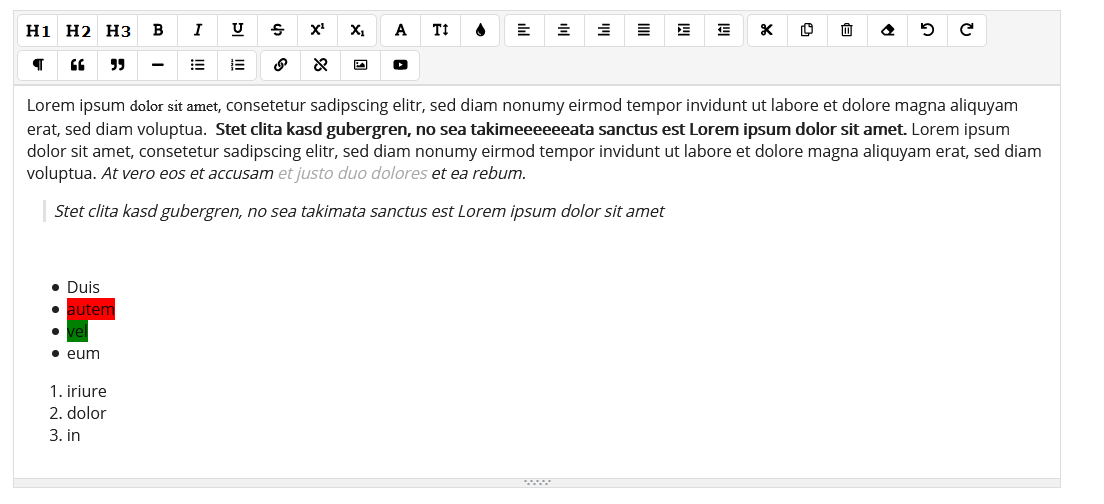 H1 H2 H3 B I U S X¹ X₁ A T
Lorem ipsum dolor sit amet, consetetur sadipscing elitr, sed diam nonumy eirmod tempor invidunt ut labore et dolore magna aliquyam
erat, sed diam voluptua. Stet clita kasd gubergren, no sea takimeeeeeeata sanctus est Lorem ipsum dolor sit amet. Lorem ipsum
dolor sit amet, consetetur sadipscing elitr, sed diam nonumy eirmod tempor invidunt ut labore et dolore magna aliquyam erat, sed diam
voluptua. At vero eos et accusam et justo duo dolores et ea rebum.
Stet clita kasd gubergren, no sea takimata sanctus est Lorem ipsum dolor sit amet
• Duis
• autem
• vel
• eum
1. iriure
2. dolor
3. in